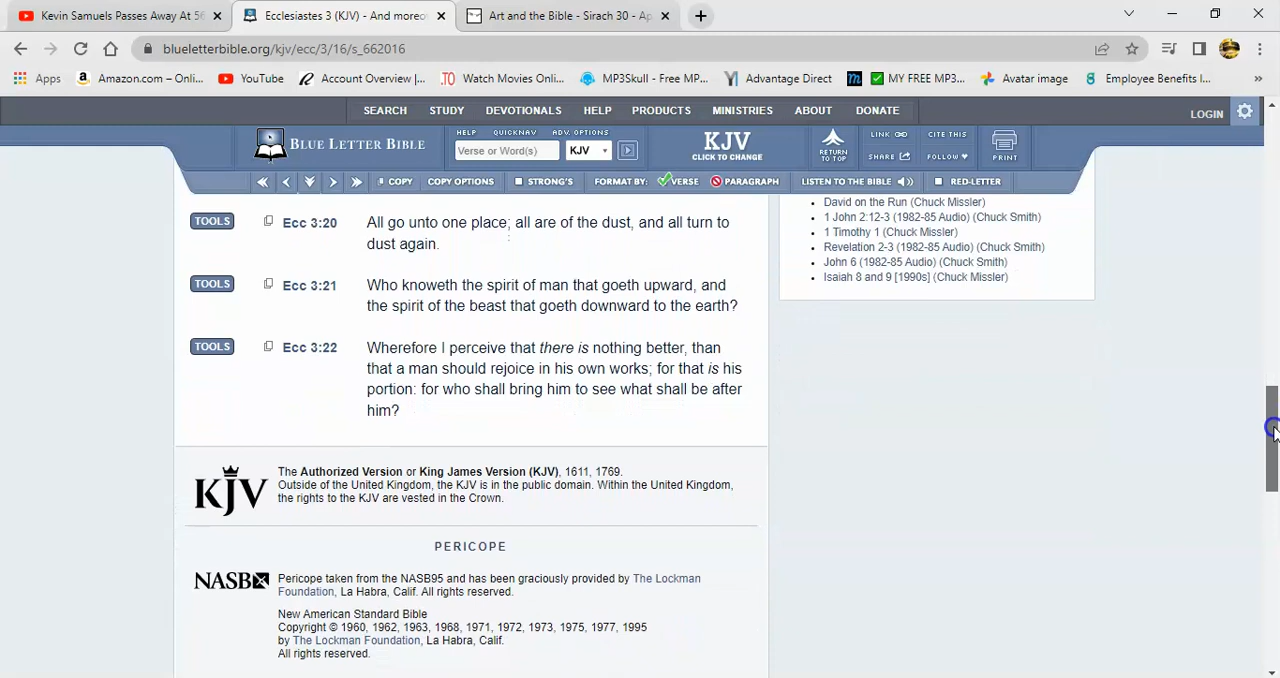 Kevin Samuels Passes Away At 56
Ecclesiastes 3 (KJV) - And moreo
Art and the Bible - Sirach 30 - Ap
blueletterbible.org/kjv/ecc/3/16/s_662016
Apps
Amazon.com – Onli...
YouTube
Account Overview |...
Watch Movies Onli...
MP3Skull - Free MP...
Advantage Direct
MY FREE MP3...
Avatar image
Employee Benefits I...
»
SEARCH STUDY DEVOTIONALS HELP PRODUCTS MINISTRIES ABOUT DONATE
LOGIN
BLUE LETTER BIBLE
HELP QUICKNAV ADV. OPTIONS
Verse or Word(s)
KJV
KJV
CLICK TO CHANGE
RETURN
TO TOP
LINK
SHARE
CITE THIS
FOLLOW
PRINT
COPY COPY OPTIONS STRONG'S FORMAT BY: VERSE PARAGRAPH LISTEN TO THE BIBLE RED-LETTER
TOOLS Ecc 3:20 All go unto one place; all are of the dust, and all turn to
dust again.
TOOLS Ecc 3:21 Who knoweth the spirit of man that goeth upward, and
the spirit of the beast that goeth downward to the earth?
TOOLS Ecc 3:22 Wherefore I perceive that there is nothing better, than
that a man should rejoice in his own works; for that is his
portion: for who shall bring him to see what shall be after
him?
David on the Run (Chuck Missler)
1 John 2:12-3 (1982-85 Audio) (Chuck Smith)
1 Timothy 1 (Chuck Missler)
Revelation 2-3 (1982-85 Audio) (Chuck Smith)
John 6 (1982-85 Audio) (Chuck Smith)
Isaiah 8 and 9 [1990s] (Chuck Missler)
KJV
The Authorized Version or King James Version (KJV), 1611, 1769.
Outside of the United Kingdom, the KJV is in the public domain. Within the United Kingdom,
the rights to the KJV are vested in the Crown.
PERICOPE
NASB
Pericope taken from the NASB95 and has been graciously provided by The Lockman
Foundation, La Habra, Calif. All rights reserved.
New American Standard Bible
Copyright © 1960, 1962, 1963, 1968, 1971, 1972, 1973, 1975, 1977, 1995
by The Lockman Foundation, La Habra, Calif.
All rights reserved.